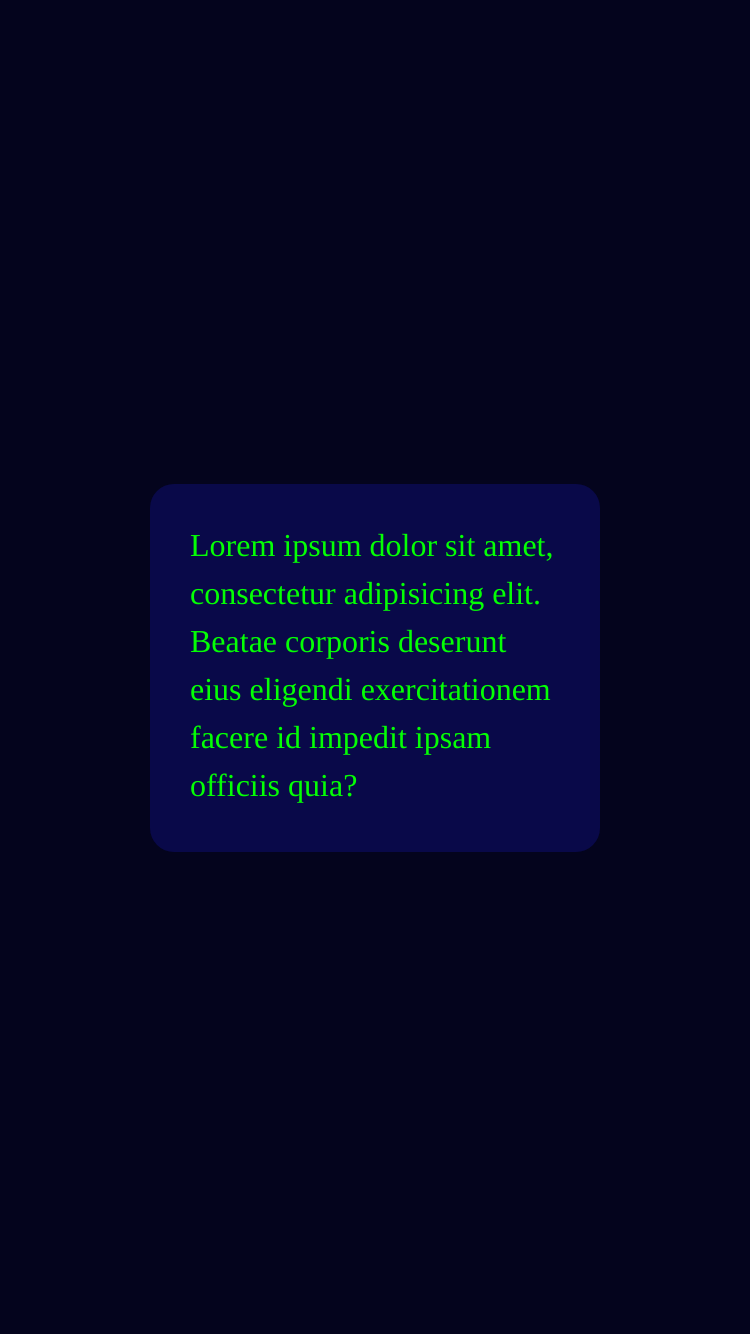 Lorem ipsum dolor sit amet,
consectetur adipisicing elit.
Beatae corporis deserunt
eius eligendi exercitationem
facere id impedit ipsam
officiis quia?